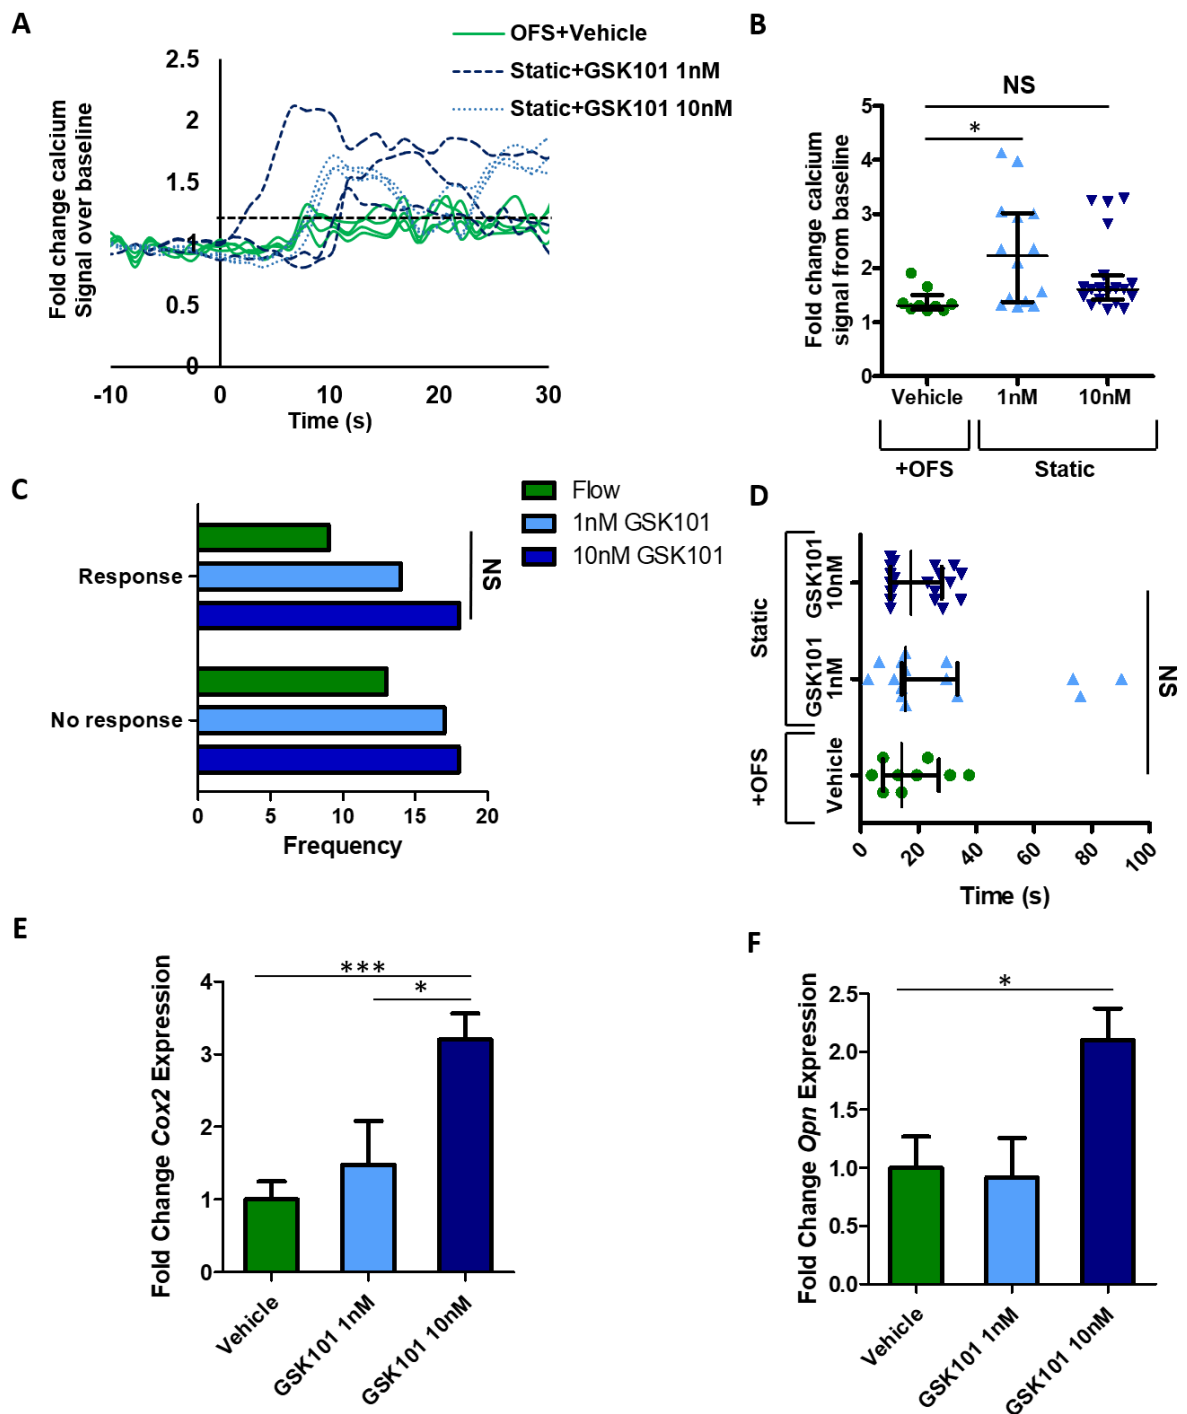 A
OFS+Vehicle
Static+GSK101 1nM
Static+GSK101 10nM
2.5
2
1.5
1
0.5
0
Fold change calcium
Signal over baseline
-10
0
10
20
30
Time (s)
B
NS
*
5
4
3
2
1
0
Fold change calcium
signal from baseline
Vehicle
1nM
10nM
+OFS
Static
C
Flow
1nM GSK101
10nM GSK101
Response
No response
NS
0
5
10
15
20
Frequency
D
Static
GSK101
10nM
GSK101
1nM
+OFS
Vehicle
NS
0
20
40
60
80
100
Time (s)
E
***
*
4
3
2
1
0
Fold Change Cox2 Expression
Vehicle
GSK101 1nM
GSK101 10nM
F
*
2.5
2.0
1.5
1.0
0.5
0.0
Fold Change Opn Expression
Vehicle
GSK101 1nM
GSK101 10nM